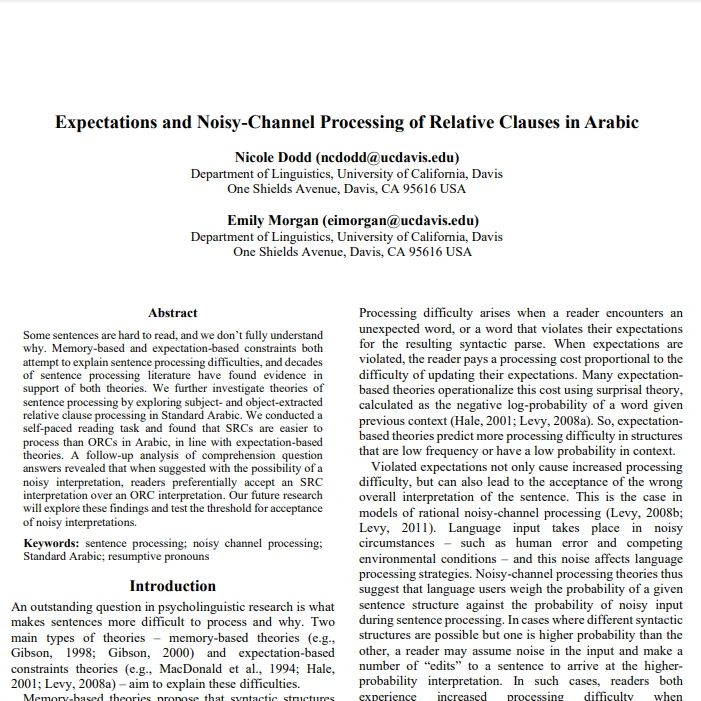 Expectations and Noisy-Channel Processing of Relative Clauses in Arabic
Nicole Dodd (ncdodd@ucdavis.edu)
Department of Linguistics, University of California, Davis
One Shields Avenue, Davis, CA 95616 USA
Emily Morgan (eimorgan@ucdavis.edu)
Department of Linguistics, University of California, Davis
One Shields Avenue, Davis, CA 95616 USA
Abstract
Some sentences are hard to read, and we don't fully understand
why. Memory-based and expectation-based constraints both
attempt to explain sentence processing difficulties, and decades
of sentence processing literature have found evidence in
support of both theories. We further investigate theories of
sentence processing by exploring subject- and object-extracted
relative clause processing in Standard Arabic. We conducted a
self-paced reading task and found that SRCs are easier to
process than ORCs in Arabic, in line with expectation-based
theories. A follow-up analysis of comprehension question
answers revealed that when suggested with the possibility of a
noisy interpretation, readers preferentially accept an SRC
interpretation over an ORC interpretation. Our future research
will explore these findings and test the threshold for acceptance
of noisy interpretations.
Keywords: sentence processing; noisy channel processing;
Standard Arabic; resumptive pronouns
Introduction
An outstanding question in psycholinguistic research is what
makes sentences more difficult to process and why. Two
main types of theories – memory-based theories (e.g.,
Gibson, 1998; Gibson, 2000) and expectation-based
constraints theories (e.g., MacDonald et al., 1994; Hale,
2001; Levy, 2008a) – aim to explain these difficulties.
Memory-based theories propose that syntactic structures
Processing difficulty arises when a reader encounters an
unexpected word, or a word that violates their expectations
for the resulting syntactic parse. When expectations are
violated, the reader pays a processing cost proportional to the
difficulty of updating their expectations. Many expectation-
based theories operationalize this cost using surprisal theory,
calculated as the negative log-probability of a word given
previous context (Hale, 2001; Levy, 2008a). So, expectation-
based theories predict more processing difficulty in structures
that are low frequency or have a low probability in context.
Violated expectations not only cause increased processing
difficulty, but can also lead to the acceptance of the wrong
overall interpretation of the sentence. This is the case in
models of rational noisy-channel processing (Levy, 2008b;
Levy, 2011). Language input takes place in noisy
circumstances – such as human error and competing
environmental conditions – and this noise affects language
processing strategies. Noisy-channel processing theories thus
suggest that language users weigh the probability of a given
sentence structure against the probability of noisy input
during sentence processing. In cases where different syntactic
structures are possible but one is higher probability than the
other, a reader may assume noise in the input and make a
number of "edits" to a sentence to arrive at the higher-
probability interpretation. In such cases, readers both
experience increased processing difficulty when